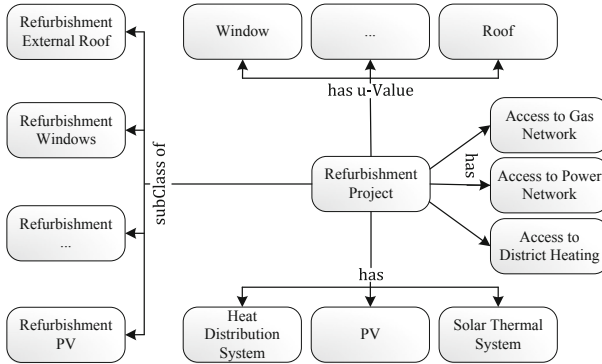 Refurbishment
External Roof
Window
...
Roof
has u-Value
Refurbishment
Windows
subClass of
Access to Gas
Network
has
Refurbishment
Project
Access to Power
Network
Refurbishment
...
Access to
District Heating
has
Refurbishment
PV
Heat
Distribution
System
PV
Solar Thermal
System